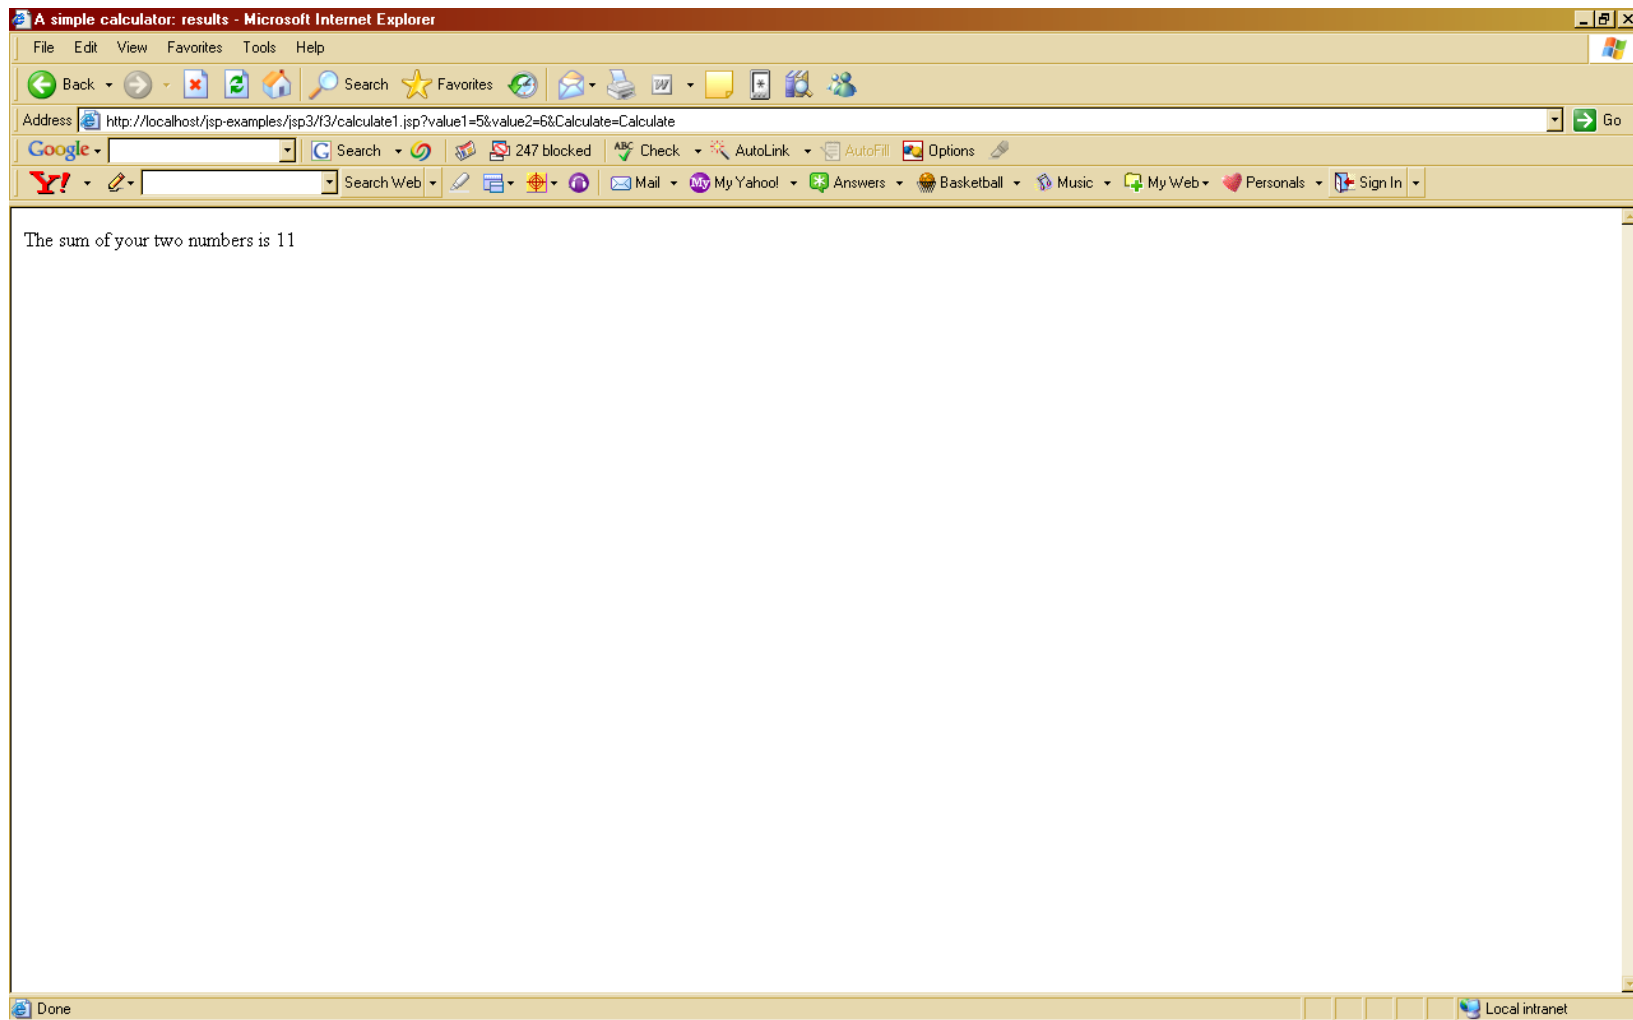 A simple calculator: results - Microsoft Internet Explorer
File Edit View Favorites Tools Help
Back Search Favorites
Address http://localhost/jsp-examples/jsp3/f3/calculate1.jsp?value1=5&value2=6&Calculate=Calculate Go
Google G Search 247 blocked ABC Check AutoLink AutoFill Options
Y! Search Web Mail My My Yahoo! Answers Basketball Music My Web Personals Sign In
The sum of your two numbers is 11
Done Local intranet